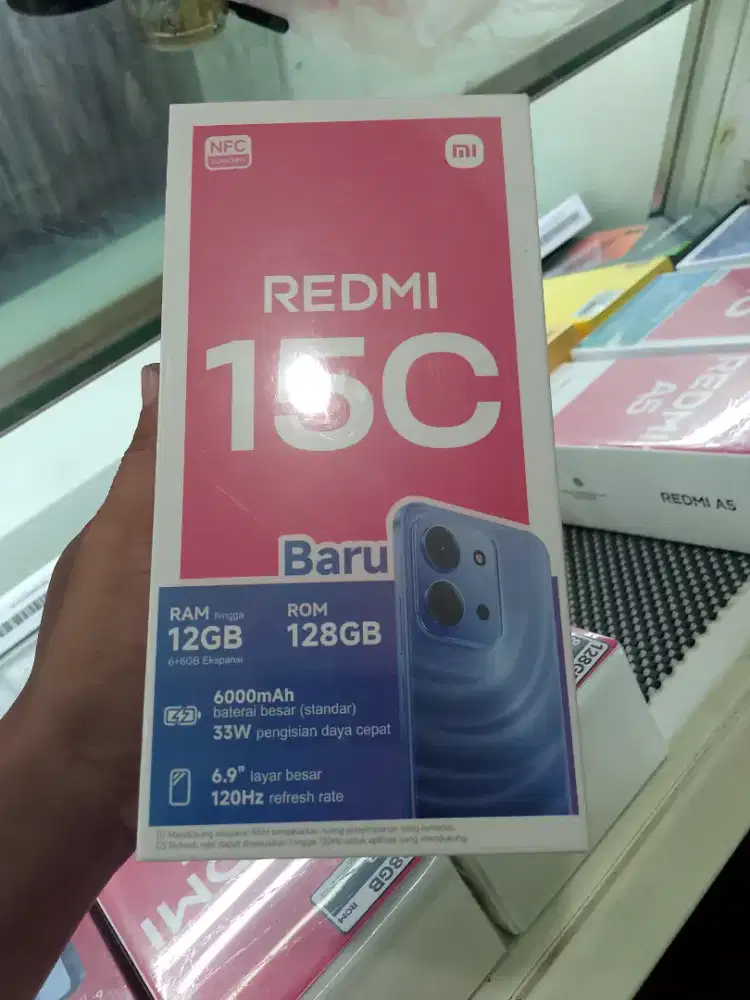 NFC
mi
REDMI
15C
Baru
RAM hingga
12GB
6+6GB Ekspansi
ROM
128GB
6000mAh
baterai besar (standar)
33W pengisian daya cepat
6.9" layar besar
120Hz refresh rate
REDMI
A5
REDMI A5
128GB
ROM